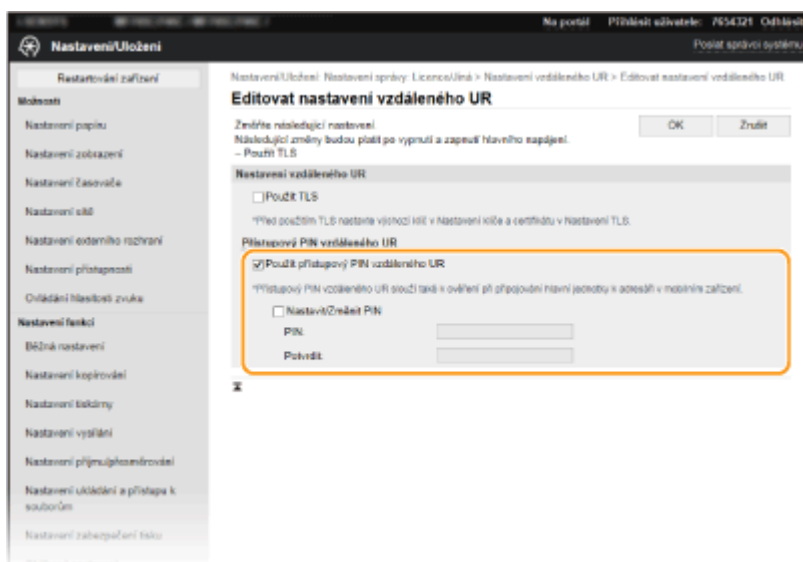 Na portál Přihlásit uživatele: 7654321 Odhlásit
Nastavení/Uložení
Poslat správci systému
Restartování zařízení
Možnosti
Nastavení papíru
Nastavení zobrazení
Nastavení časovače
Nastavení sítě
Nastavení externího rozhraní
Nastavení přístupnosti
Ovládání hlasitosti zvuku
Nastavení funkcí
Běžná nastavení
Nastavení kopírování
Nastavení tiskárny
Nastavení vysílání
Nastavení příjmu/přesměrování
Nastavení ukládání a přístupu k
souborům
Nastavení zabezpečení tisku
Nastavení/Uložení: Nastavení správy: Licence/Jiná > Nastavení vzdáleného UR > Editovat nastavení vzdáleného UR
Editovat nastavení vzdáleného UR
Změňte následující nastavení.
Následující změny budou platit po vypnutí a zapnutí hlavního napájení.
– Použít TLS
OK
Zrušit
Nastavení vzdáleného UR
Použít TLS
*Před použitím TLS nastavte výchozí klíč v Nastavení klíče a certifikátu v Nastavení TLS.
Přístupový PIN vzdáleného UR
Použít přístupový PIN vzdáleného UR
*Přístupový PIN vzdáleného UR slouží také k ověření při připojování hlavní jednotky k adresáři v mobilním zařízení.
Nastavit/Změnit PIN
PIN:
Potvrdit: